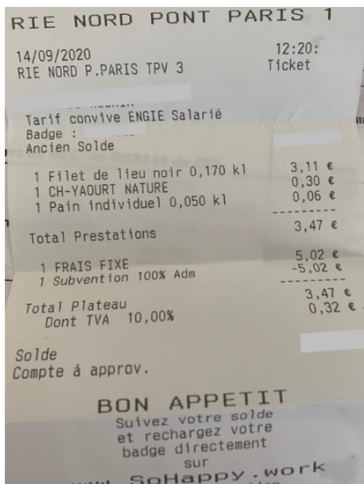 RIE NORD PONT PARIS 1
14/09/2020 12:20:
RIE NORD P.PARIS TPV 3 Ticket
Tarif convive ENGIE Salarié
Badge :
Ancien Solde
1 Filet de lieu noir 0,170 kl 3,11 €
1 CH-YAOURT NATURE 0,30 €
1 Pain individuel 0,050 kl 0,06 €
---------
Total Prestations 3,47 €
1 FRAIS FIXE 5,02 €
1 Subvention 100% Adm -5,02 €
---------
Total Plateau 3,47 €
Dont TVA 10,00% 0,32 €
Solde
Compte à approv.
BON APPETIT
Suivez votre solde
et rechargez votre
badge directement
sur
www.SoHappy.work